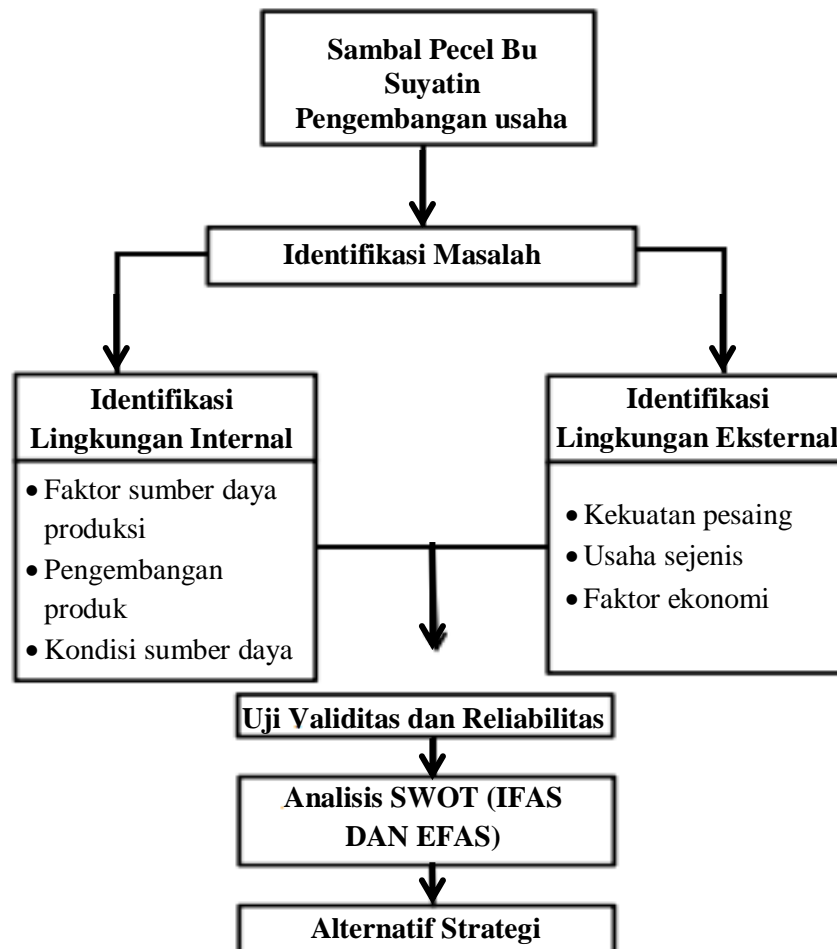 Sambal Pecel Bu
Suyatin
Pengembangan usaha
Identifikasi Masalah
Identifikasi
Lingkungan Internal
• Faktor sumber daya
produksi
• Pengembangan
produk
• Kondisi sumber daya
Identifikasi
Lingkungan Eksternal
• Kekuatan pesaing
• Usaha sejenis
• Faktor ekonomi
Uji Validitas dan Reliabilitas
Analisis SWOT (IFAS
DAN EFAS)
Alternatif Strategi